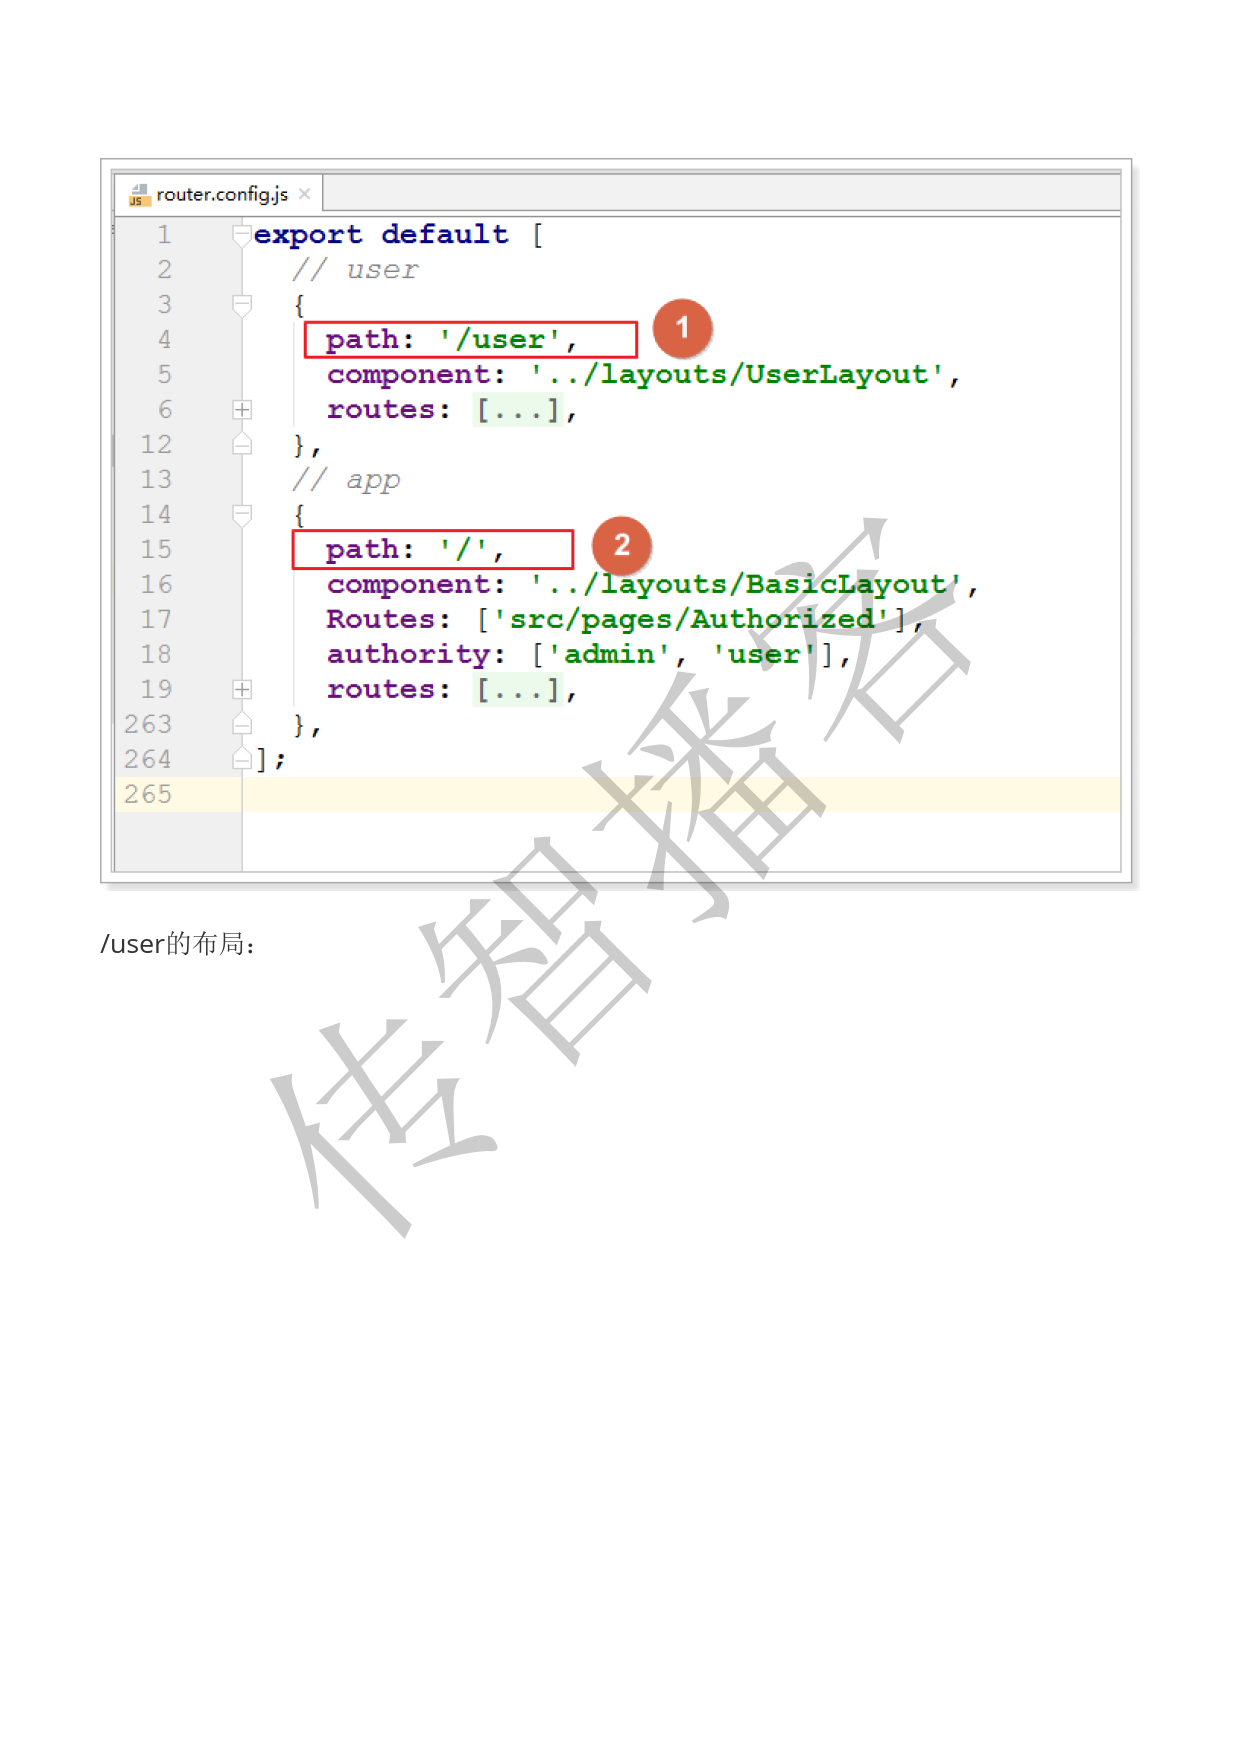 router.config.js
1 export default [
2 // user
3 {
4 path: '/user', 1
5 component: '../layouts/UserLayout',
6 routes: [...],
12 },
13 // app
14 {
15 path: '/', 2
16 component: '../layouts/BasicLayout',
17 Routes: ['src/pages/Authorized'],
18 authority: ['admin', 'user'],
19 routes: [...],
263 },
264 ];
265
/user的布局：
传智播客